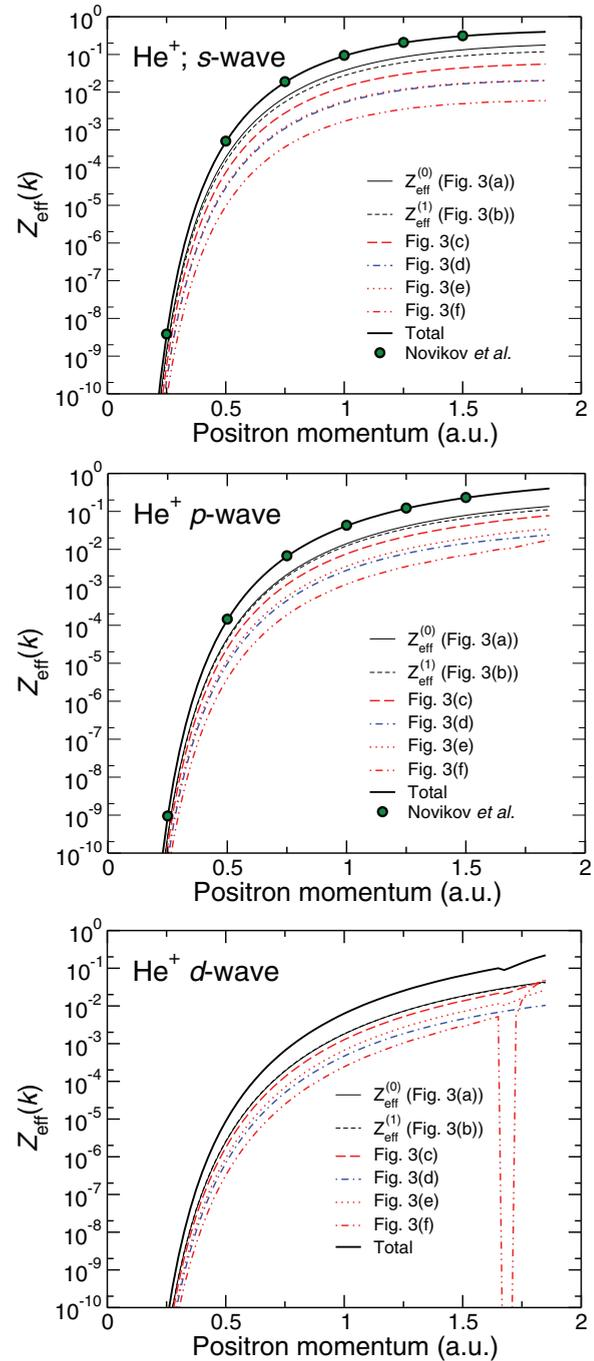 He⁺; s-wave
10⁰
10⁻¹
10⁻²
10⁻³
10⁻⁴
10⁻⁵
10⁻⁶
10⁻⁷
10⁻⁸
10⁻⁹
10⁻¹⁰
Z_eff(k)
Z_eff^(0) (Fig. 3(a))
Z_eff^(1) (Fig. 3(b))
Fig. 3(c)
Fig. 3(d)
Fig. 3(e)
Fig. 3(f)
Total
Novikov et al.
0 0.5 1 1.5 2
Positron momentum (a.u.)
He⁺ p-wave
10⁰
10⁻¹
10⁻²
10⁻³
10⁻⁴
10⁻⁵
10⁻⁶
10⁻⁷
10⁻⁸
10⁻⁹
10⁻¹⁰
Z_eff(k)
Z_eff^(0) (Fig. 3(a))
Z_eff^(1) (Fig. 3(b))
Fig. 3(c)
Fig. 3(d)
Fig. 3(e)
Fig. 3(f)
Total
Novikov et al.
0 0.5 1 1.5 2
Positron momentum (a.u.)
He⁺ d-wave
10⁰
10⁻¹
10⁻²
10⁻³
10⁻⁴
10⁻⁵
10⁻⁶
10⁻⁷
10⁻⁸
10⁻⁹
10⁻¹⁰
Z_eff(k)
Z_eff^(0) (Fig. 3(a))
Z_eff^(1) (Fig. 3(b))
Fig. 3(c)
Fig. 3(d)
Fig. 3(e)
Fig. 3(f)
Total
0 0.5 1 1.5 2
Positron momentum (a.u.)